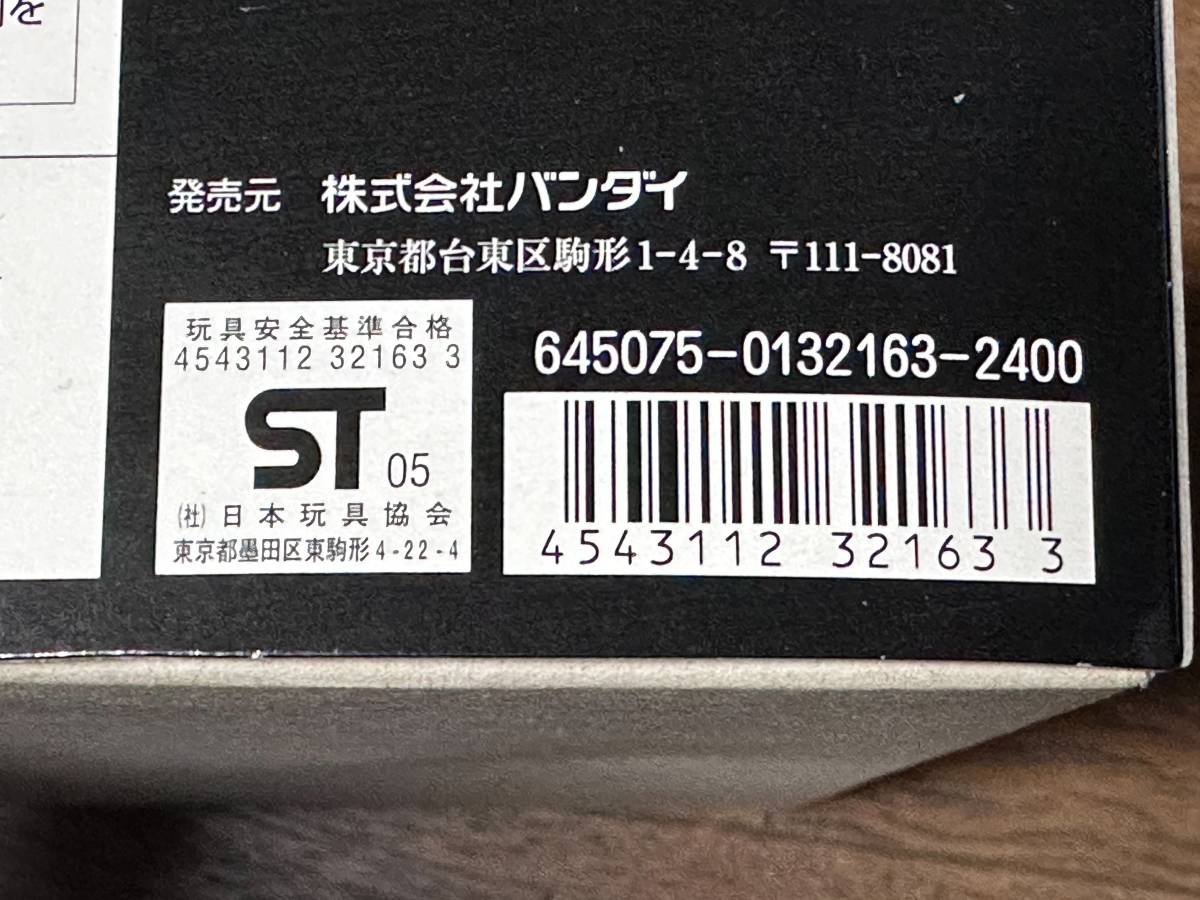 を
発売元 株式会社バンダイ
東京都台東区駒形1-4-8 〒111-8081
玩具安全基準合格
4543112 32163 3
ST 05
(社)日本玩具協会
東京都墨田区東駒形4-22-4
645075-0132163-2400
4543112 32163 3